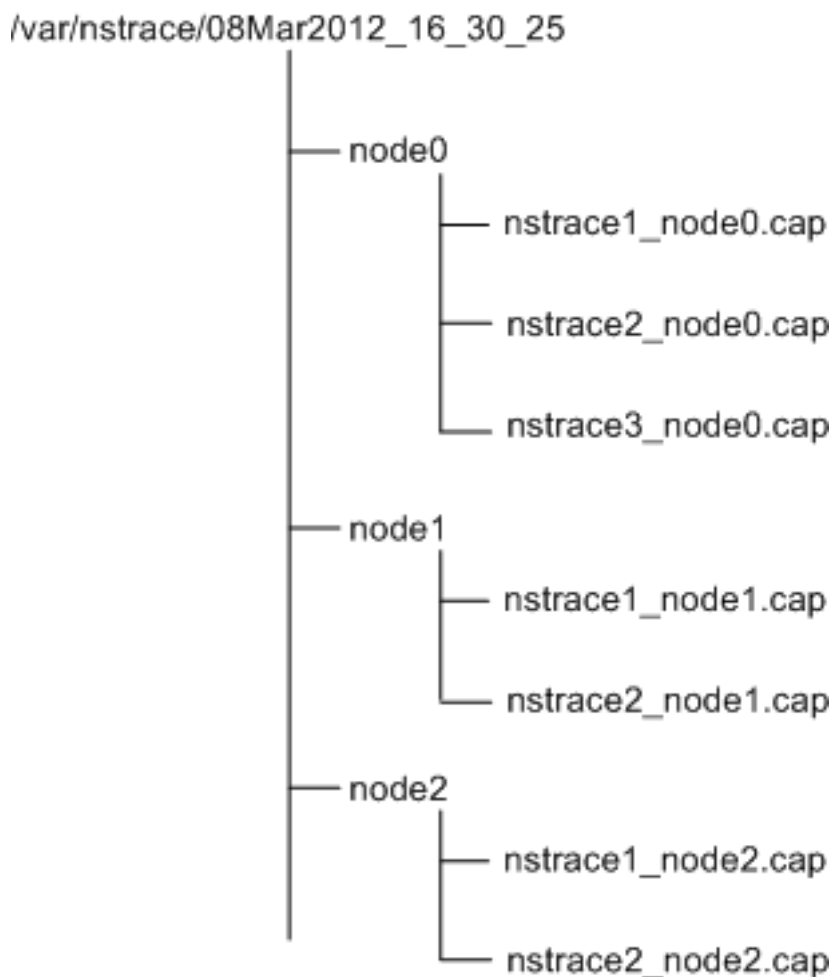 /var/nstrace/08Mar2012_16_30_25
node0
nstrace1_node0.cap
nstrace2_node0.cap
nstrace3_node0.cap
node1
nstrace1_node1.cap
nstrace2_node1.cap
node2
nstrace1_node2.cap
nstrace2_node2.cap